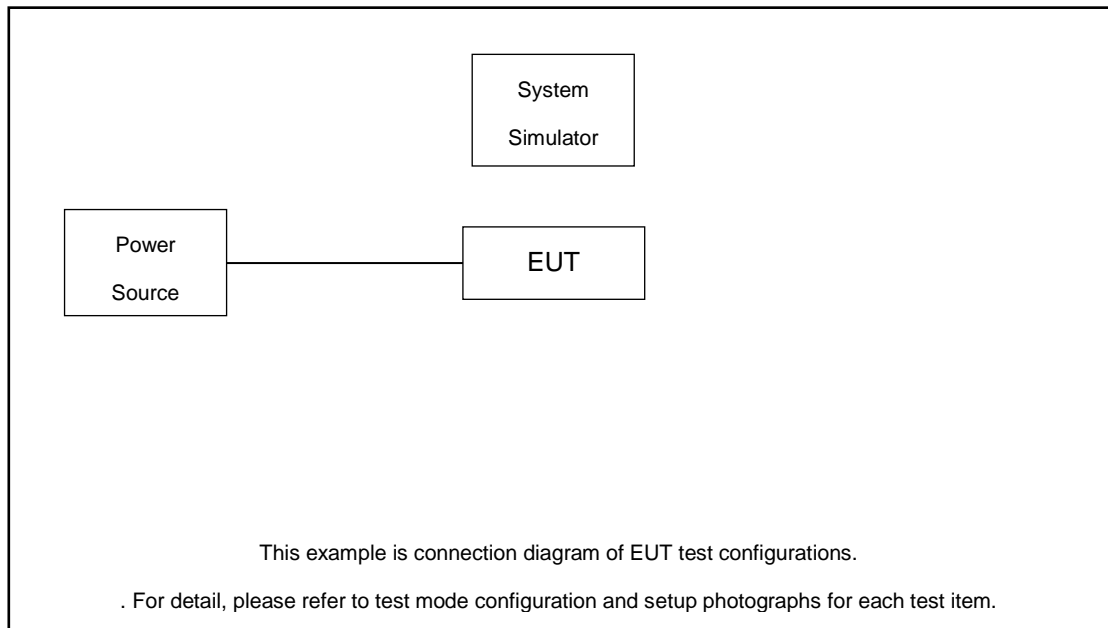 System
Simulator
Power
Source
EUT
This example is connection diagram of EUT test configurations.
. For detail, please refer to test mode configuration and setup photographs for each test item.